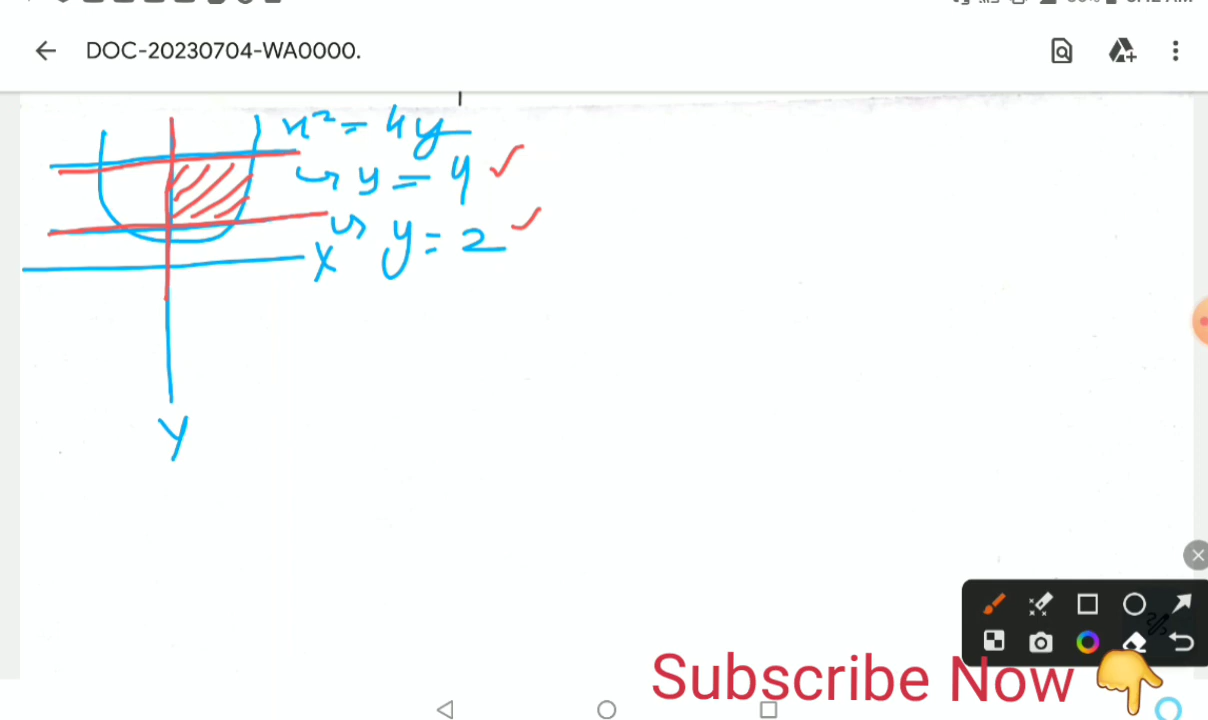 DOC-20230704-WA0000.
x² = 4y
↳ y = 4 ✓
↳ y = 2 ✓
X
Y
Subscribe Now